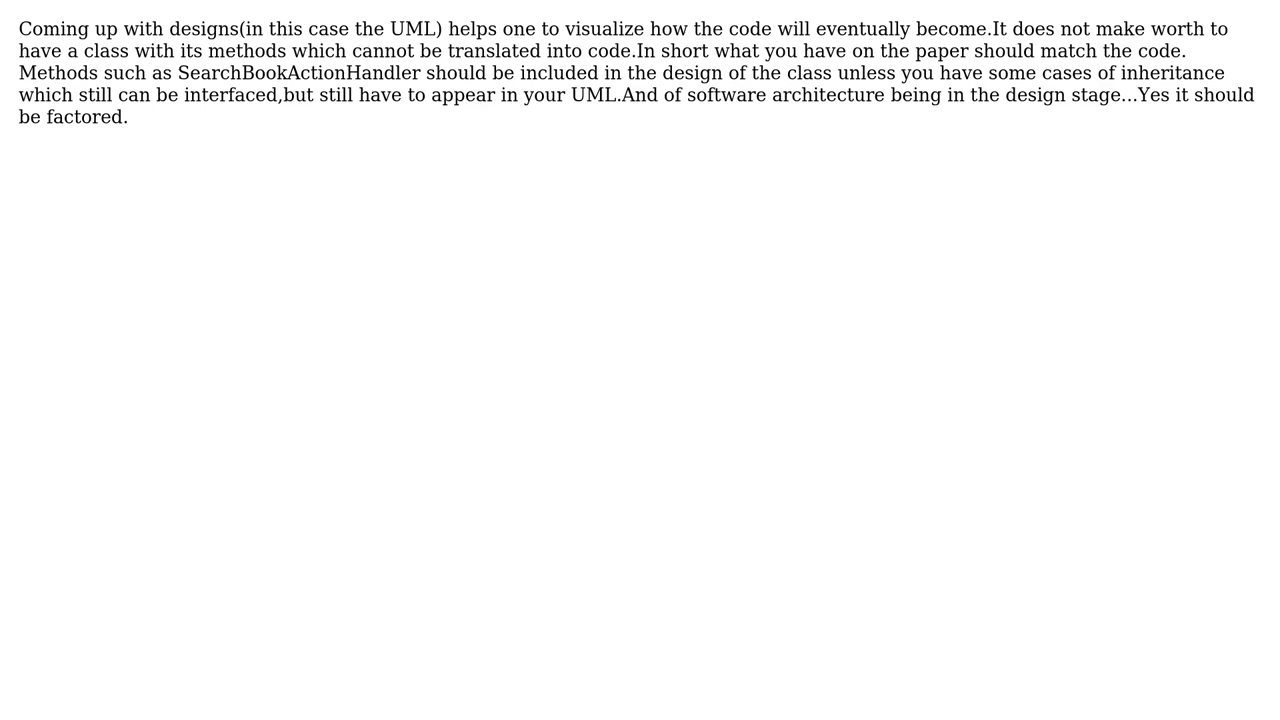 Coming up with designs(in this case the UML) helps one to visualize how the code will eventually become.It does not make worth to
have a class with its methods which cannot be translated into code.In short what you have on the paper should match the code.
Methods such as SearchBookActionHandler should be included in the design of the class unless you have some cases of inheritance
which still can be interfaced,but still have to appear in your UML.And of software architecture being in the design stage...Yes it should
be factored.